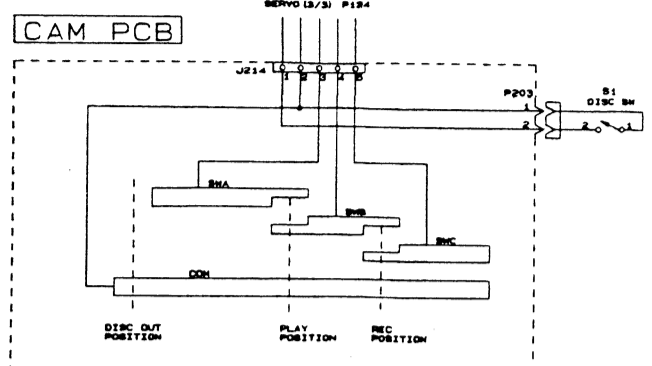 SERVO (3/3) P134
CAM PCB
J214
1 2 3 4 5
P203
S1
DISC SW
1
2 2 1
SWA
SWB
SWC
COM
DISC OUT
POSITION
PLAY
POSITION
REC
POSITION